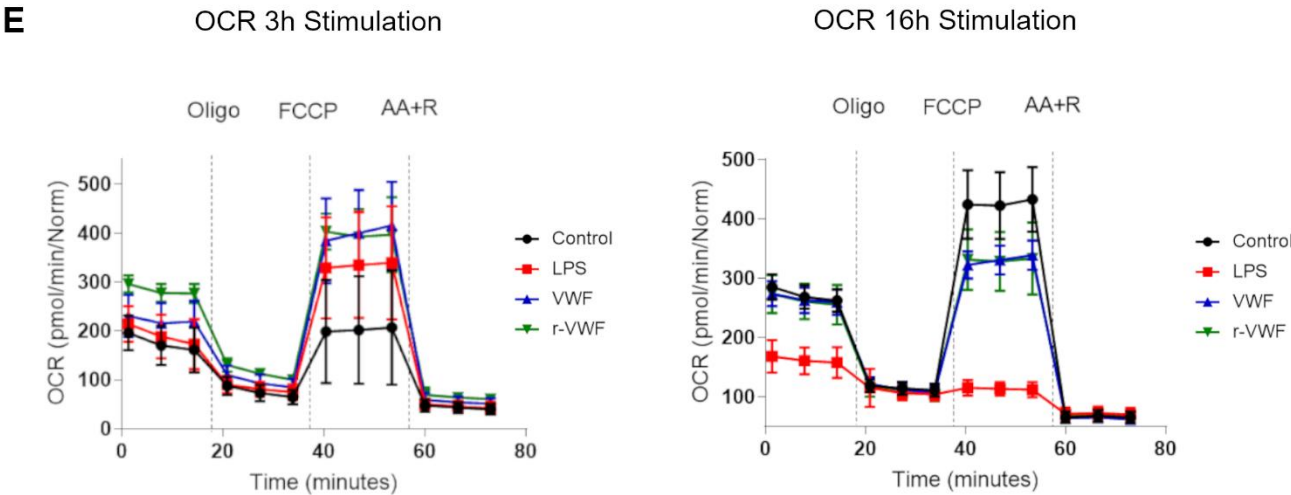 E
OCR 3h Stimulation
Oligo FCCP AA+R
OCR (pmol/min/Norm)
500
400
300
200
100
0
0 20 40 60 80
Time (minutes)
Control
LPS
VWF
r-VWF
OCR 16h Stimulation
Oligo FCCP AA+R
OCR (pmol/min/Norm)
500
400
300
200
100
0 20 40 60 80
Time (minutes)
Control
LPS
VWF
r-VWF